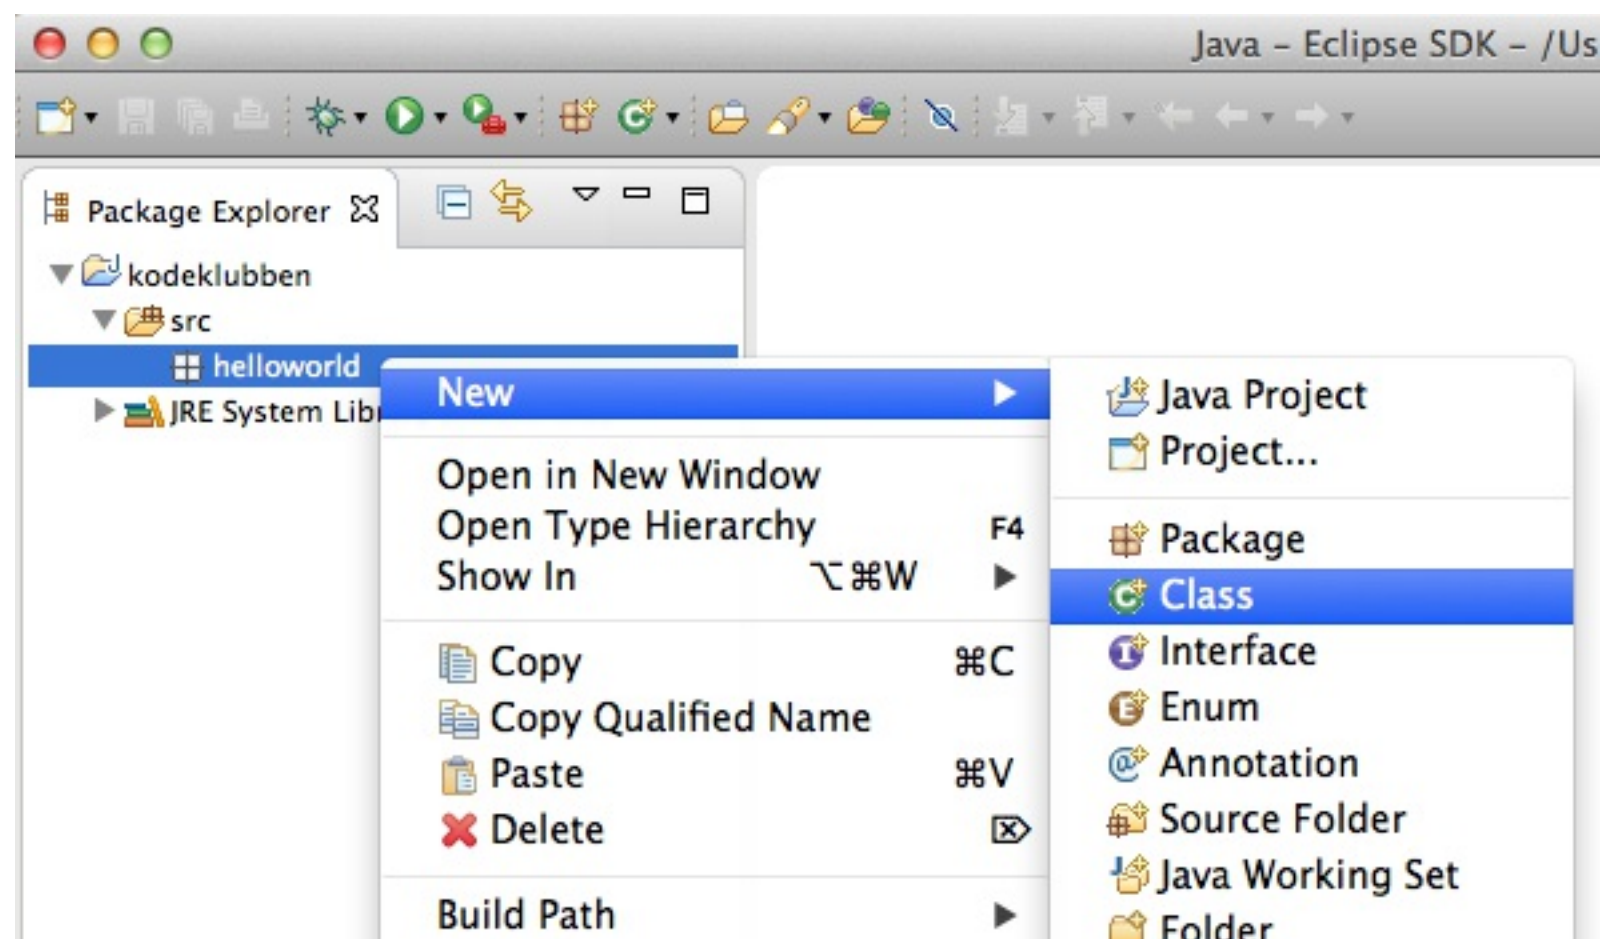 Java – Eclipse SDK – /Us
Package Explorer
kodeklubben
src
helloworld
JRE System Libr
New
Open in New Window
Open Type Hierarchy F4
Show In ⌥⌘W
Copy ⌘C
Copy Qualified Name
Paste ⌘V
Delete ⌦
Build Path
Java Project
Project...
Package
Class
Interface
Enum
Annotation
Source Folder
Java Working Set
Folder